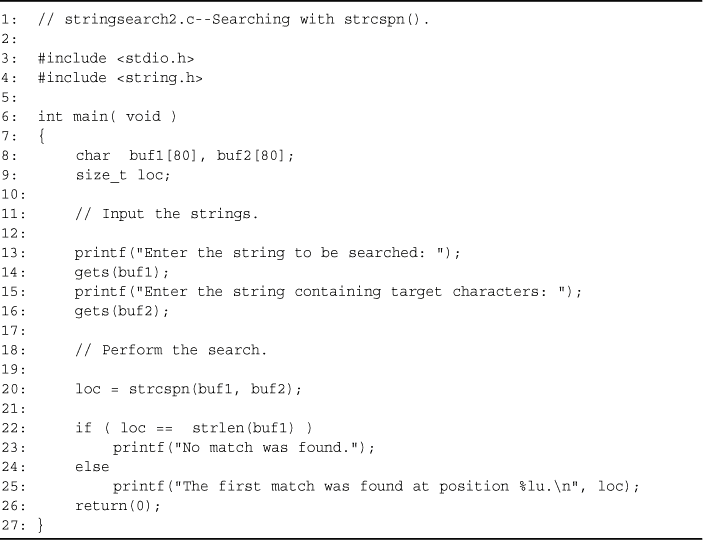 1:  // stringsearch2.c--Searching with strcspn().
2:
3:  #include <stdio.h>
4:  #include <string.h>
5:
6:  int main( void )
7:  {
8:      char  buf1[80], buf2[80];
9:      size_t loc;
10:
11:     // Input the strings.
12:
13:     printf("Enter the string to be searched: ");
14:     gets(buf1);
15:     printf("Enter the string containing target characters: ");
16:     gets(buf2);
17:
18:     // Perform the search.
19:
20:     loc = strcspn(buf1, buf2);
21:
22:     if ( loc ==  strlen(buf1) )
23:         printf("No match was found.");
24:     else
25:         printf("The first match was found at position %lu.\n", loc);
26:     return(0);
27: }